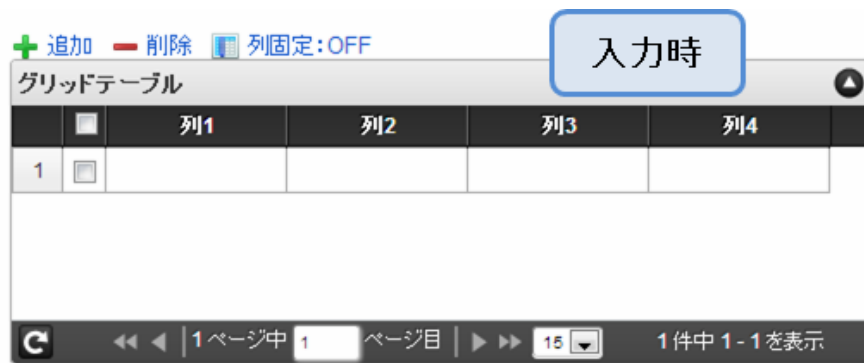 追加 削除 列固定:OFF
入力時
グリッドテーブル
列1 列2 列3 列4
1
1ページ中 1 ページ目 15 1件中 1 - 1 を表示